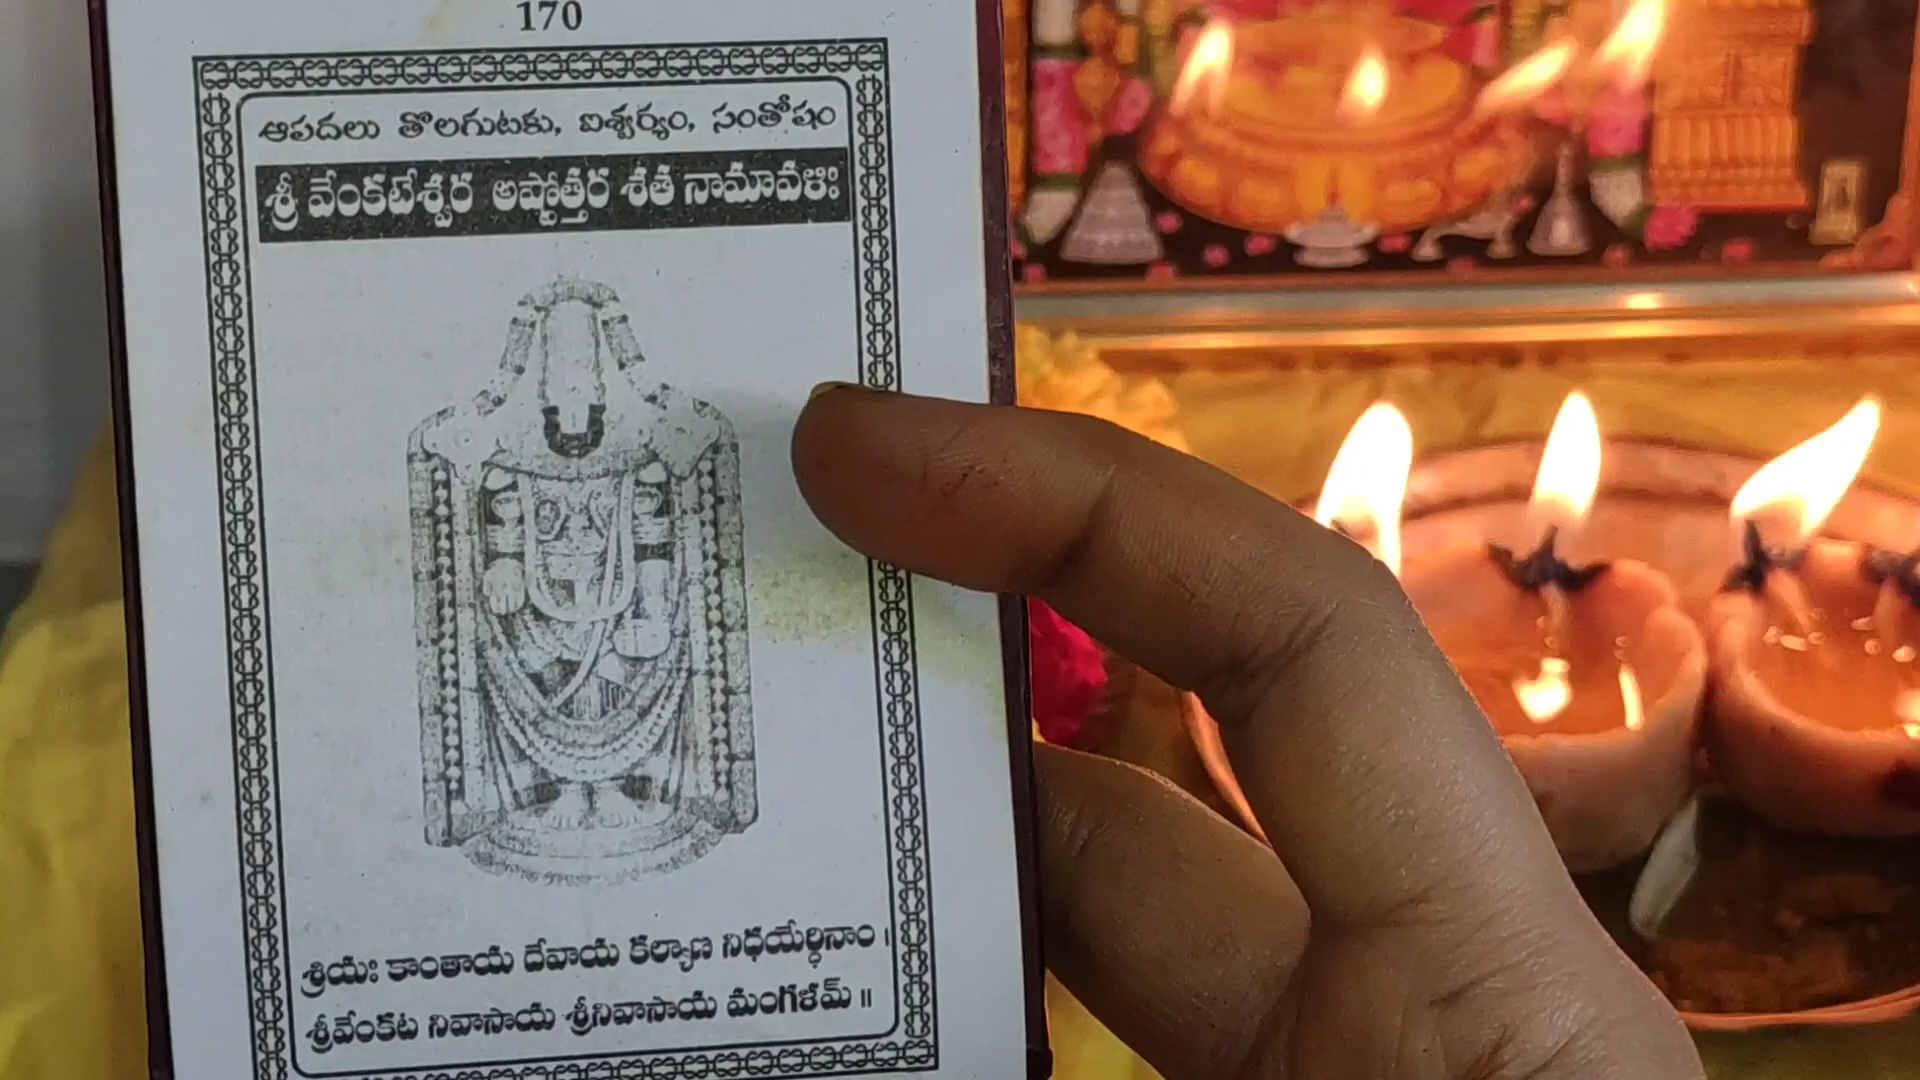 170
ఆపదలు తొలగుటకు, ఐశ్వర్యం, సంతోషం
శ్రీ వేంకటేశ్వర అష్టోత్తర శత నామావళిః
శ్రియః కాంతాయ దేవాయ కల్యాణ నిధయేర్థినాం ।
శ్రీవేంకట నివాసాయ శ్రీనివాసాయ మంగళమ్ ॥